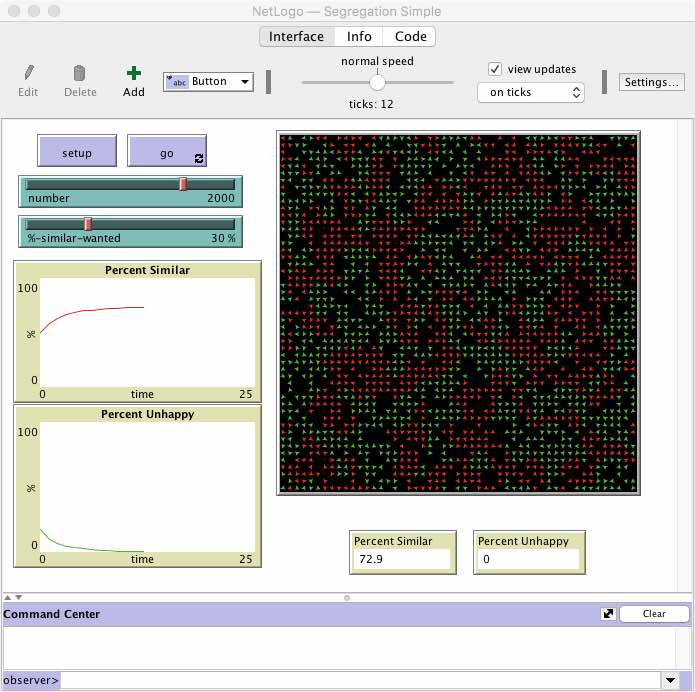 NetLogo — Segregation Simple
Interface Info Code
normal speed
view updates
Edit Delete Add abc Button
on ticks
Settings...
ticks: 12
setup go
number 2000
%-similar-wanted 30 %
Percent Similar
100
%
0
0 time 25
Percent Unhappy
100
%
0
0 time 25
Percent Similar
72.9
Percent Unhappy
0
Command Center Clear
observer>